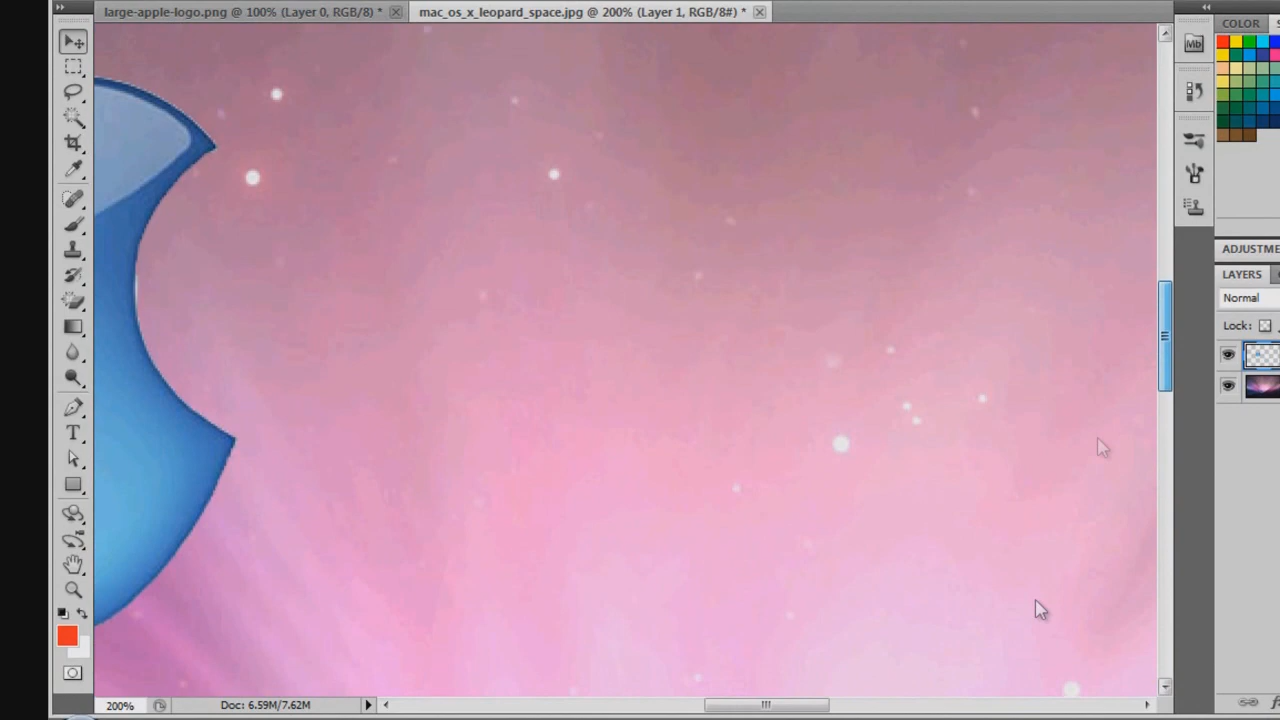 large-apple-logo.png @ 100% (Layer 0, RGB/8) *
mac_os_x_leopard_space.jpg @ 200% (Layer 1, RGB/8#) *
COLOR
Mb
T
ADJUSTME
LAYERS
Normal
Lock:
200%
Doc: 6.59M/7.62M